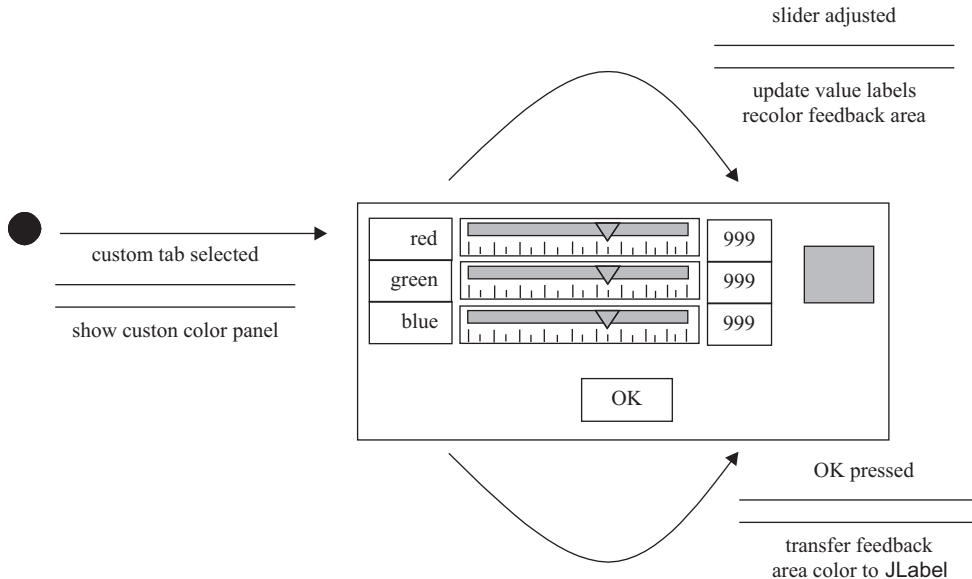 slider adjusted
update value labels
recolor feedback area
custom tab selected
show custon color panel
red
999
green
999
blue
999
OK
OK pressed
transfer feedback
area color to JLabel